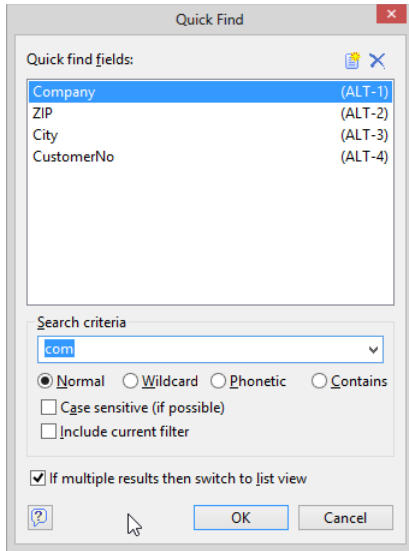 Quick Find
Quick find fields:
Company (ALT-1)
ZIP (ALT-2)
City (ALT-3)
CustomerNo (ALT-4)
Search criteria
com
Normal Wildcard Phonetic Contains
Case sensitive (if possible)
Include current filter
If multiple results then switch to list view
? OK Cancel